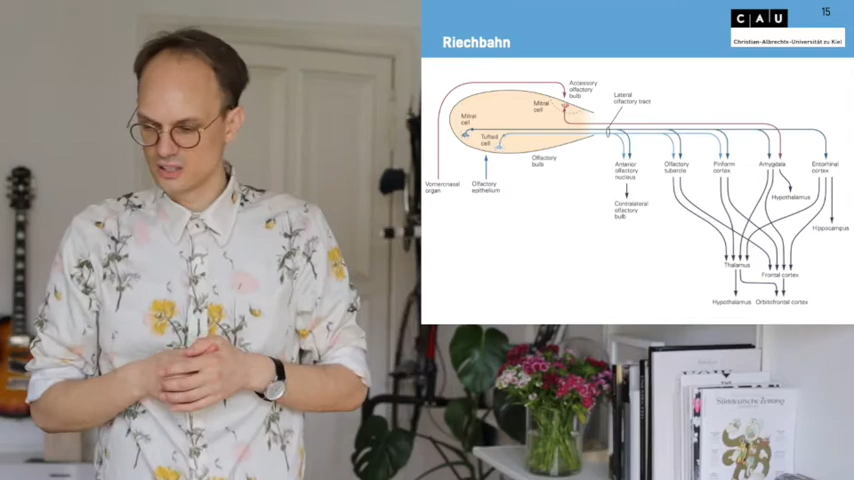 15
C A U
Riechbahn
Christian-Albrechts-Universität zu Kiel
Accessory
olfactory
bulb
Lateral
olfactory tract
Mitral
cell
Mitral
cell
Tufted
cell
Olfactory
bulb
Vomeronasal
organ
Olfactory
epithelium
Anterior
olfactory
nucleus
Olfactory
tubercle
Piriform
cortex
Amygdala
Entorhinal
cortex
Contralateral
olfactory
bulb
Hypothalamus
Hippocampus
Thalamus
Frontal cortex
Hypothalamus
Orbitofrontal cortex
Süddeutsche Zeitung